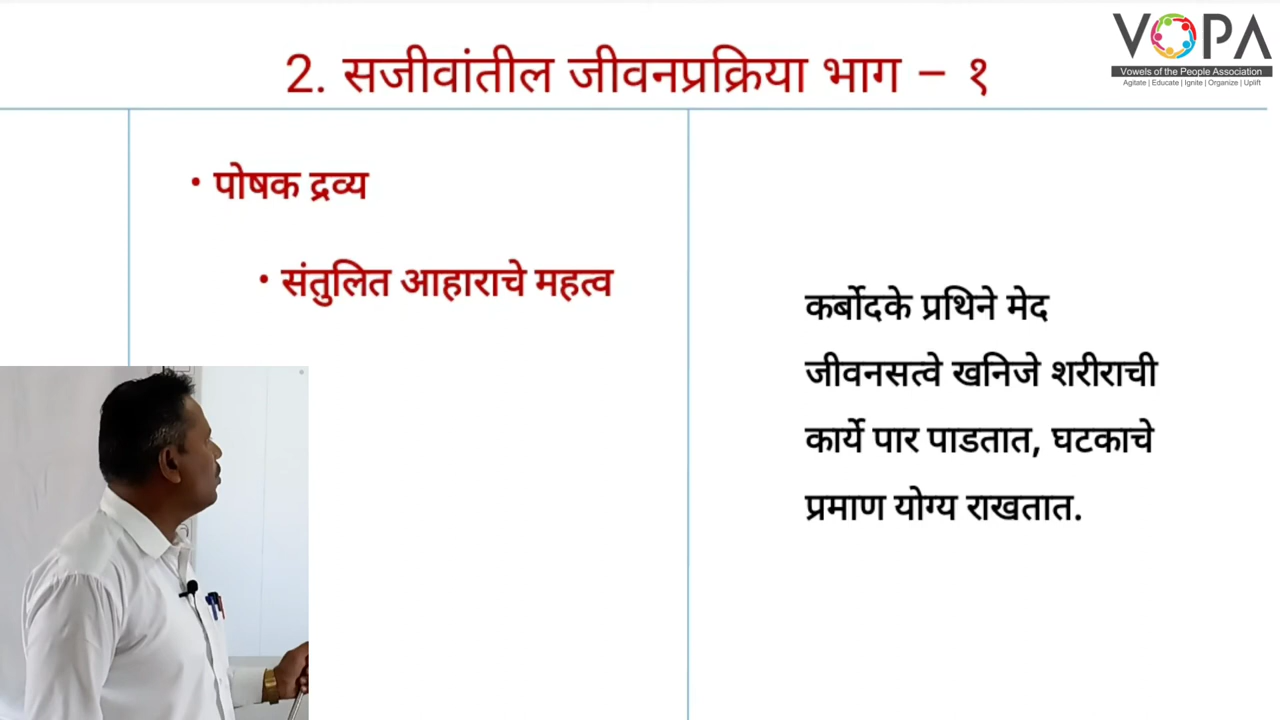 VOPA
Vowels of the People Association
Agitate | Educate | Ignite | Organize | Uplift
2. सजीवांतील जीवनप्रक्रिया भाग – १
• पोषक द्रव्य
• संतुलित आहाराचे महत्व
कर्बोदके प्रथिने मेद
जीवनसत्वे खनिजे शरीराची
कार्ये पार पाडतात, घटकाचे
प्रमाण योग्य राखतात.